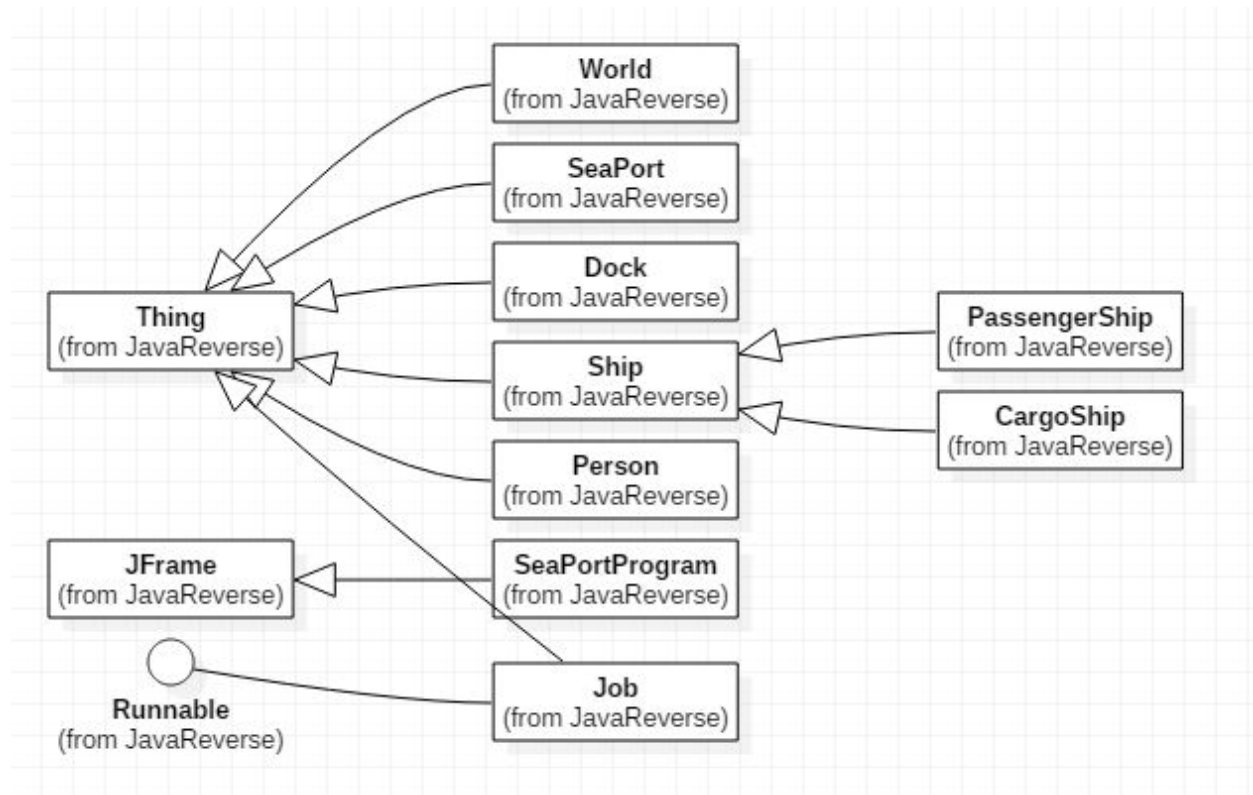 World
(from JavaReverse)
SeaPort
(from JavaReverse)
Dock
(from JavaReverse)
Thing
(from JavaReverse)
PassengerShip
(from JavaReverse)
Ship
(from JavaReverse)
CargoShip
(from JavaReverse)
Person
(from JavaReverse)
JFrame
(from JavaReverse)
SeaPortProgram
(from JavaReverse)
Runnable
(from JavaReverse)
Job
(from JavaReverse)